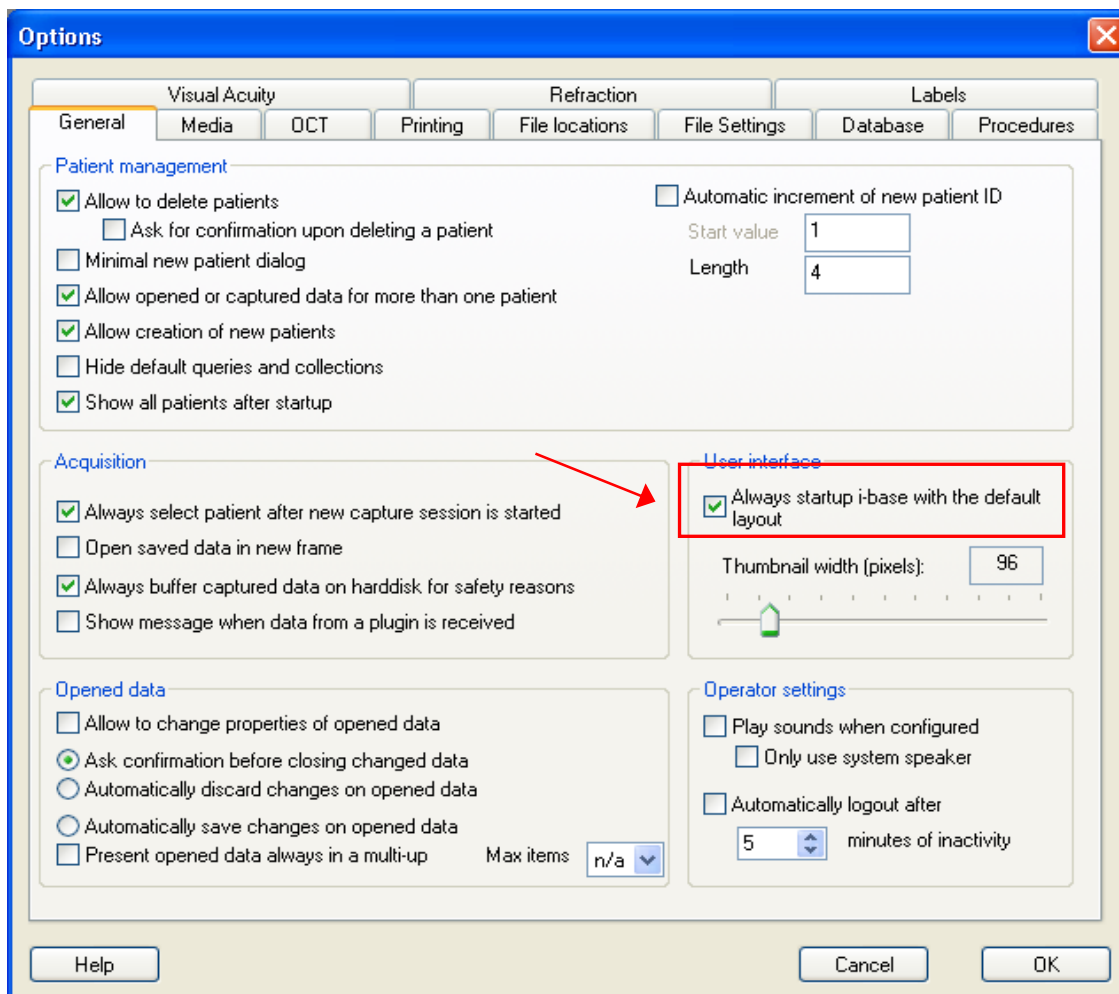 Options
Visual Acuity Refraction Labels
General Media OCT Printing File locations File Settings Database Procedures
Patient management
Allow to delete patients
Ask for confirmation upon deleting a patient
Minimal new patient dialog
Allow opened or captured data for more than one patient
Allow creation of new patients
Hide default queries and collections
Show all patients after startup
Automatic increment of new patient ID
Start value 1
Length 4
Acquisition
Always select patient after new capture session is started
Open saved data in new frame
Always buffer captured data on harddisk for safety reasons
Show message when data from a plugin is received
User interface
Always startup i-base with the default
layout
Thumbnail width (pixels): 96
Opened data
Allow to change properties of opened data
Ask confirmation before closing changed data
Automatically discard changes on opened data
Automatically save changes on opened data
Present opened data always in a multi-up Max items n/a
Operator settings
Play sounds when configured
Only use system speaker
Automatically logout after
5 minutes of inactivity
Help Cancel OK